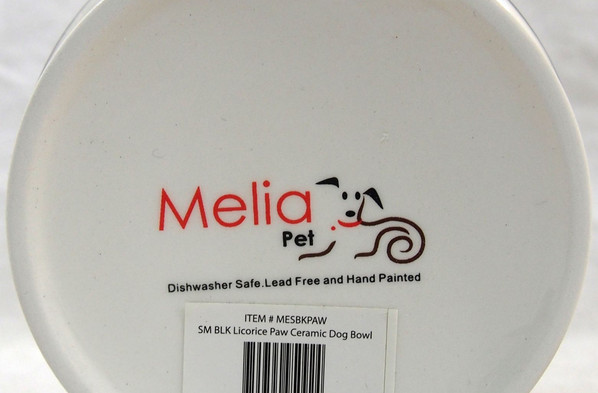 Melia
Pet
Dishwasher Safe.Lead Free and Hand Painted
ITEM # MESBKPAW
SM BLK Licorice Paw Ceramic Dog Bowl